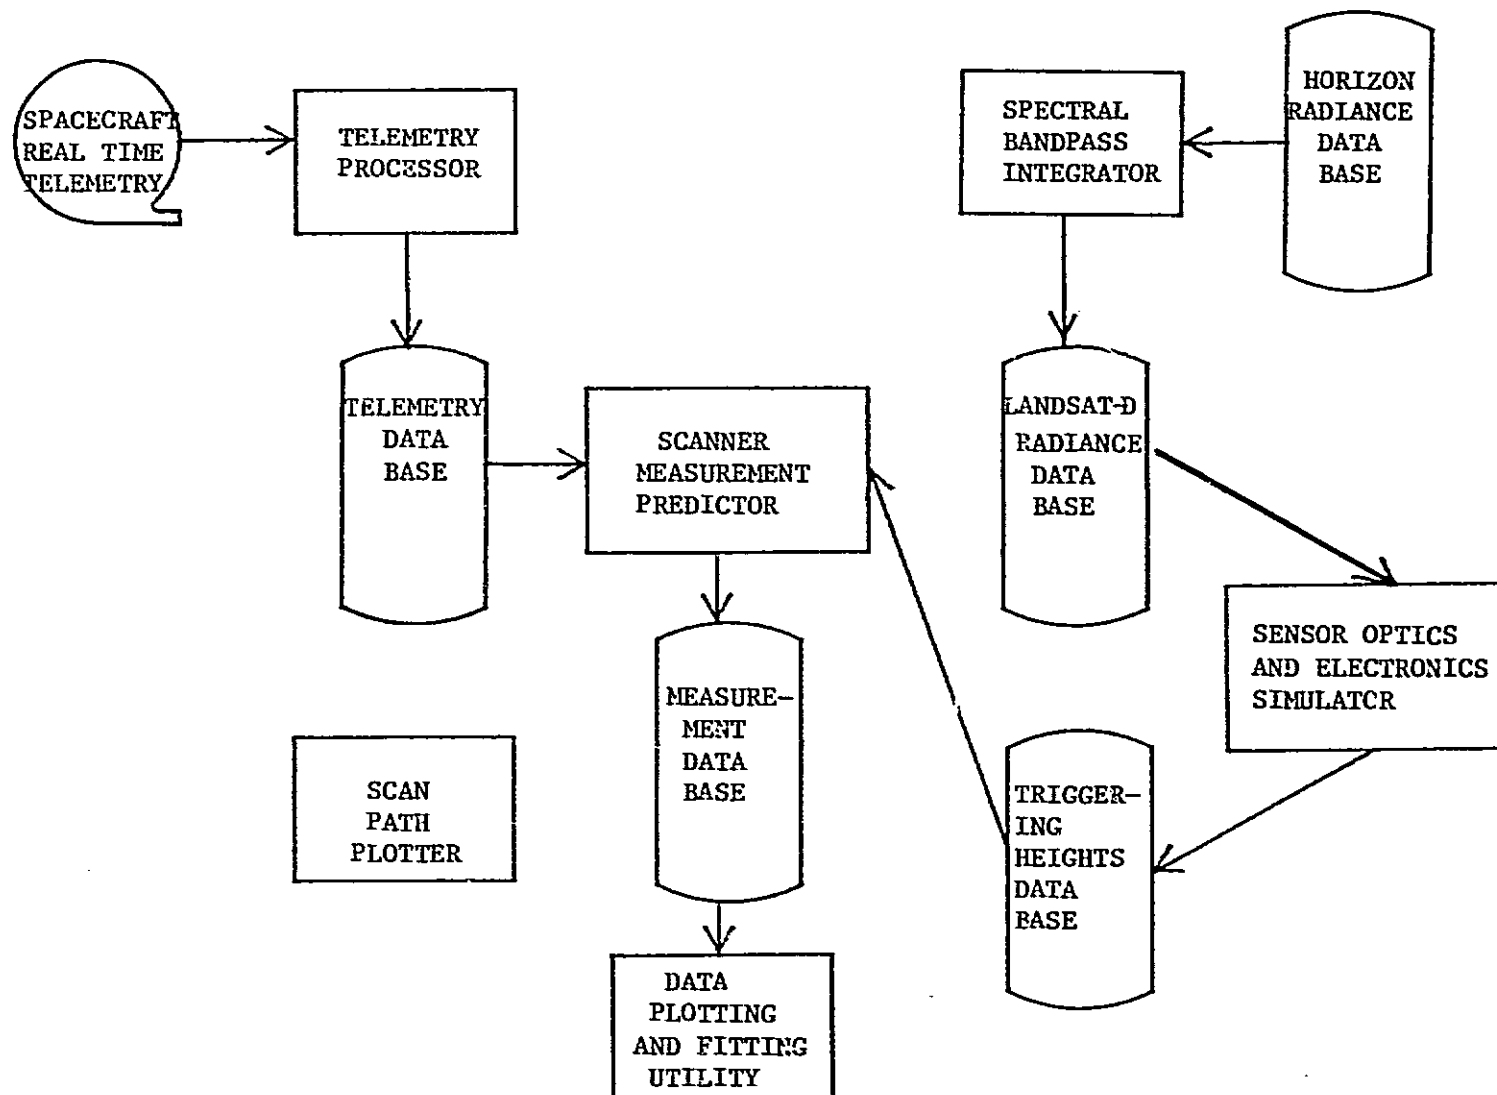 SPACECRAFT
REAL TIME
TELEMETRY
TELEMETRY
PROCESSOR
SPECTRAL
BANDPASS
INTEGRATOR
HORIZON
RADIANCE
DATA
BASE
TELEMETRY
DATA
BASE
SCANNER
MEASUREMENT
PREDICTOR
LANDSAT-D
RADIANCE
DATA
BASE
SENSOR OPTICS
AND ELECTRONICS
SIMULATOR
MEASURE-
MENT
DATA
BASE
SCAN
PATH
PLOTTER
TRIGGER-
ING
HEIGHTS
DATA
BASE
DATA
PLOTTING
AND FITTING
UTILITY